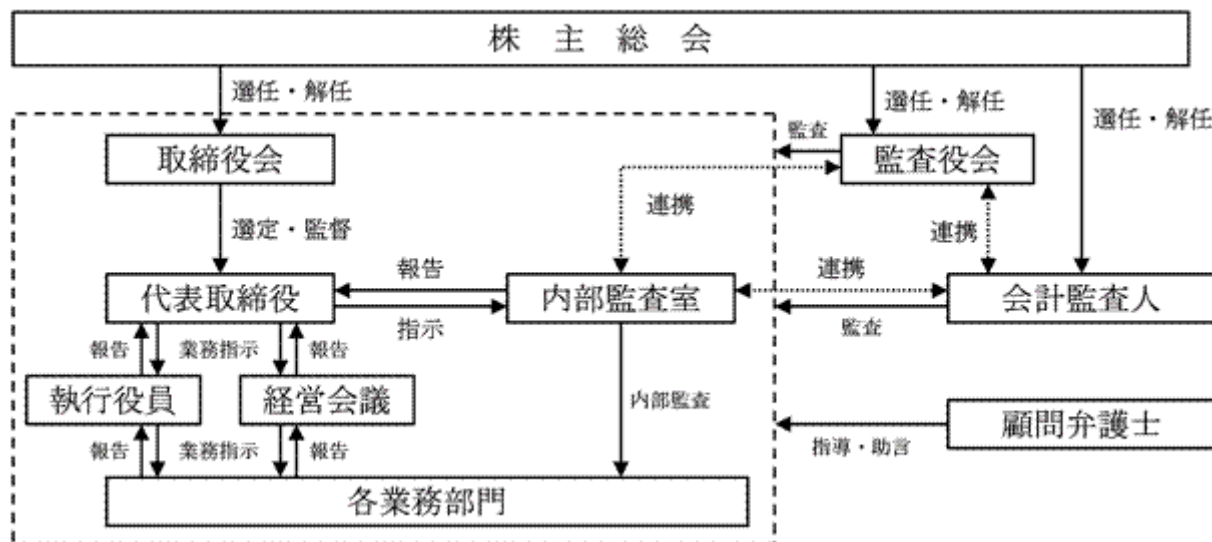 株主総会
選任・解任
選任・解任
選任・解任
取締役会
監査
監査役会
連携
選定・監督
連携
代表取締役
報告
指示
内部監査室
連携
監査
会計監査人
報告
業務指示
報告
執行役員
経営会議
内部監査
顧問弁護士
指導・助言
報告
業務指示
報告
各業務部門